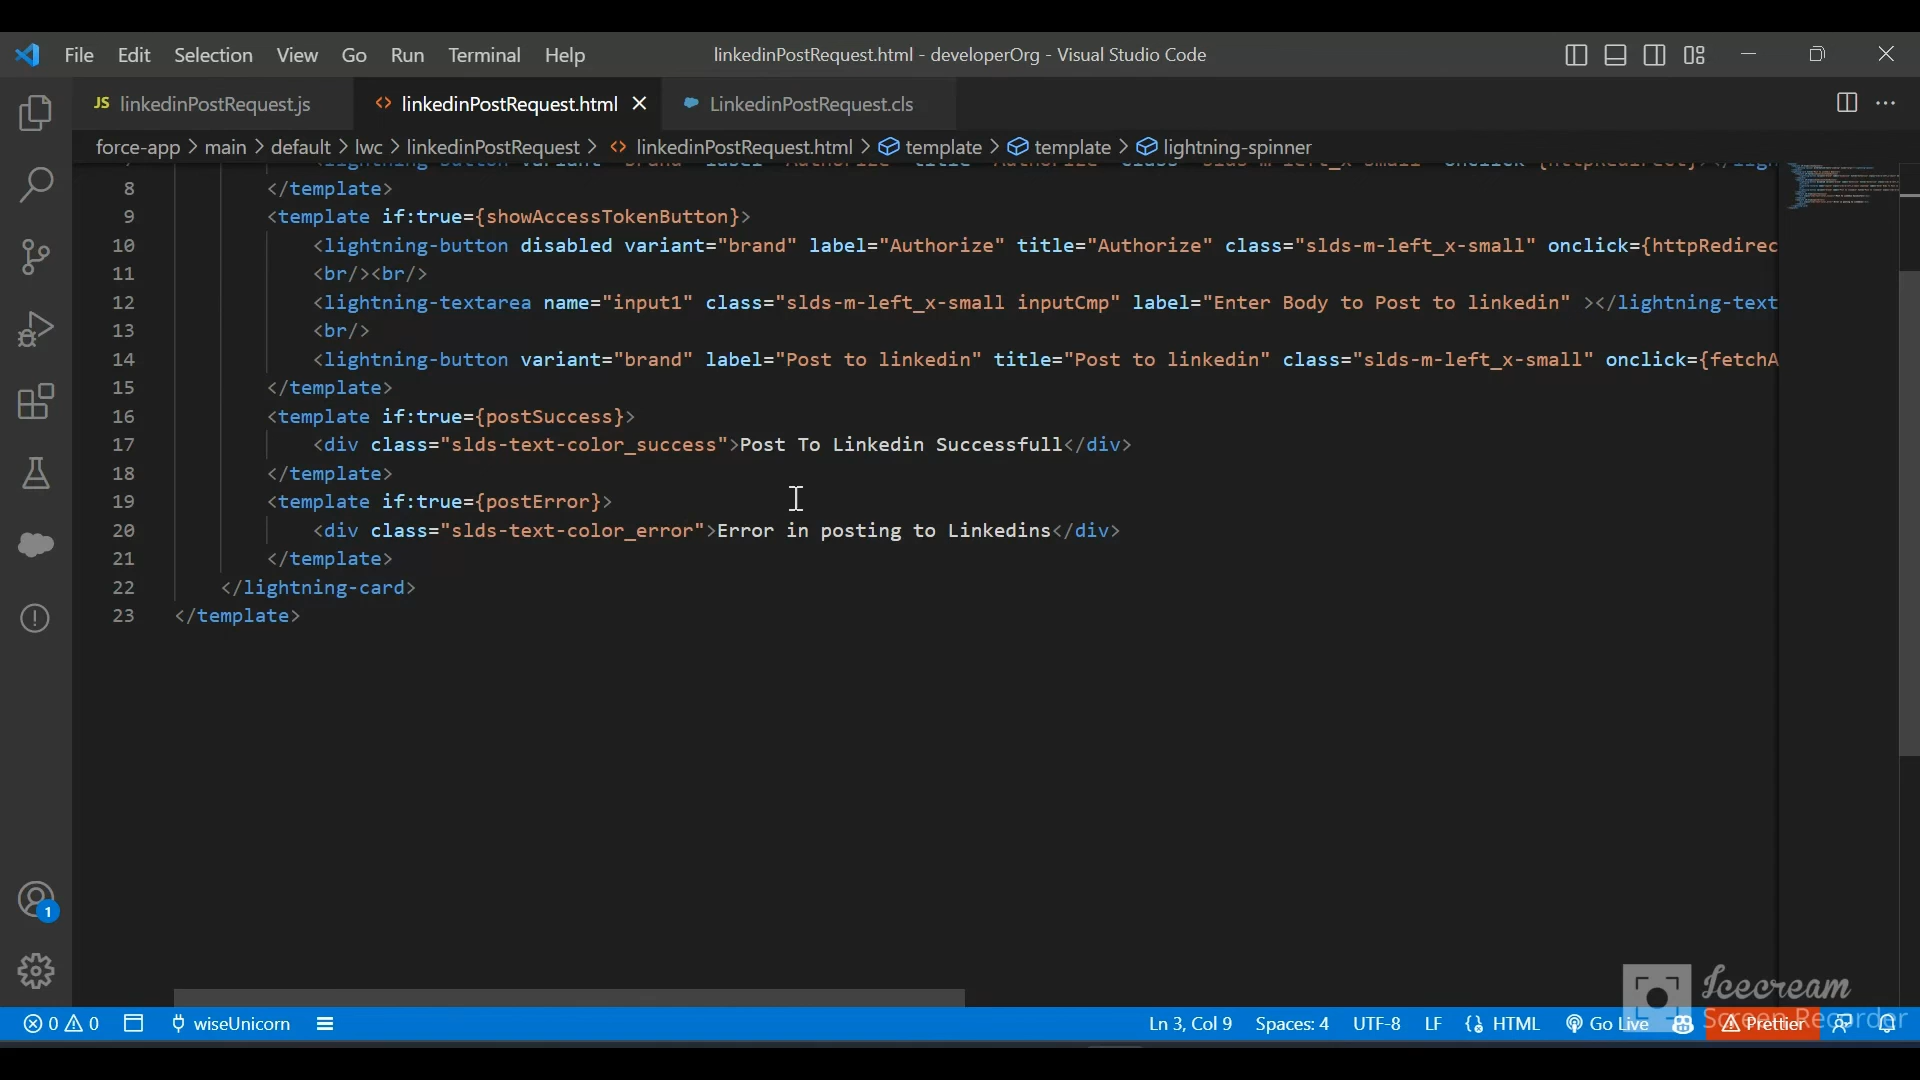 File Edit Selection View Go Run Terminal Help linkedinPostRequest.html - developerOrg - Visual Studio Code
JS linkedinPostRequest.js <> linkedinPostRequest.html LinkedinPostRequest.cls
force-app > main > default > lwc > linkedinPostRequest > <> linkedinPostRequest.html > template > template > lightning-spinner
8 </template>
9 <template if:true={showAccessTokenButton}>
10 <lightning-button disabled variant="brand" label="Authorize" title="Authorize" class="slds-m-left_x-small" onclick={httpRedirec
11 <br/><br/>
12 <lightning-textarea name="input1" class="slds-m-left_x-small inputCmp" label="Enter Body to Post to linkedin" ></lightning-text
13 <br/>
14 <lightning-button variant="brand" label="Post to linkedin" title="Post to linkedin" class="slds-m-left_x-small" onclick={fetchA
15 </template>
16 <template if:true={postSuccess}>
17 <div class="slds-text-color_success">Post To Linkedin Successfull</div>
18 </template>
19 <template if:true={postError}>
20 <div class="slds-text-color_error">Error in posting to Linkedins</div>
21 </template>
22 </lightning-card>
23 </template>
1
Icecream
Screen Recorder
0 0 wiseUnicorn Ln 3, Col 9 Spaces: 4 UTF-8 LF HTML Go Live Prettier